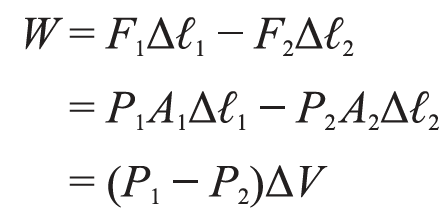 W = F₁Δℓ₁ − F₂Δℓ₂
= P₁A₁Δℓ₁ − P₂A₂Δℓ₂
= (P₁ − P₂)ΔV